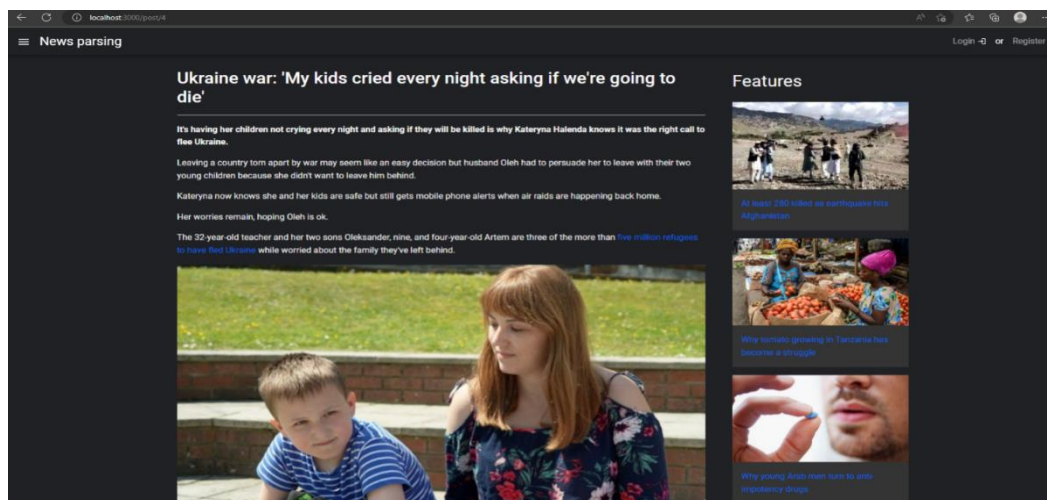 localhost:3000/post/4
News parsing
Login or Register
Ukraine war: 'My kids cried every night asking if we're going to
die'
It's having her children not crying every night and asking if they will be killed is why Kateryna Halenda knows it was the right call to
flee Ukraine.
Leaving a country torn apart by war may seem like an easy decision but husband Oleh had to persuade her to leave with their two
young children because she didn't want to leave him behind.
Kateryna now knows she and her kids are safe but still gets mobile phone alerts when air raids are happening back home.
Her worries remain, hoping Oleh is ok.
The 32-year-old teacher and her two sons Oleksander, nine, and four-year-old Artem are three of the more than five million refugees
to have fled Ukraine while worried about the family they've left behind.
Features
At least 280 killed as earthquake hits
Afghanistan
Why tomato growing in Tanzania has
become a struggle
Why young Arab men turn to anti-
impotency drugs